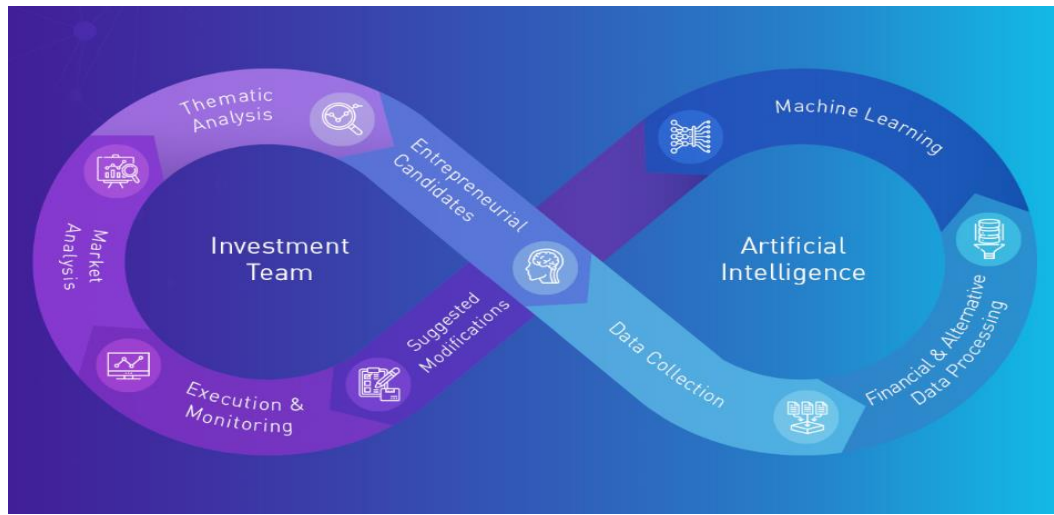 Thematic
Analysis
Entrepreneurial
Candidates
Machine Learning
Market
Analysis
Investment
Team
Artificial
Intelligence
Suggested
Modifications
Data Collection
Financial & Alternative
Data Processing
Execution &
Monitoring